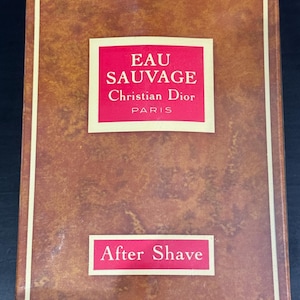 EAU
SAUVAGE
Christian Dior
PARIS
After Shave